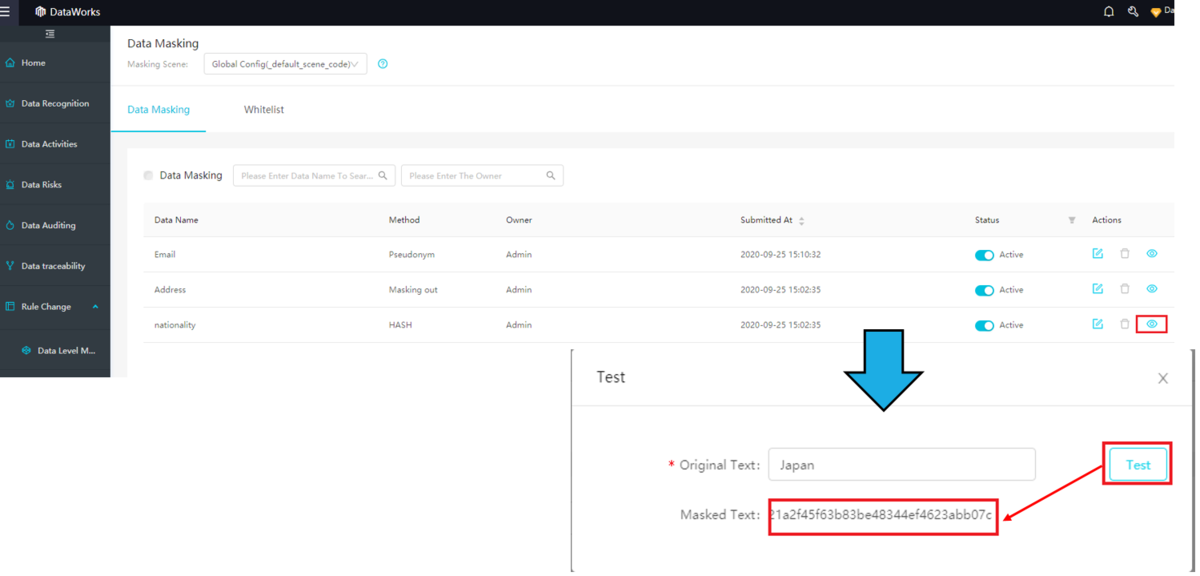 DataWorks
Da
Home
Data Recognition
Data Activities
Data Risks
Data Auditing
Data traceability
Rule Change
Data Level M...
Data Masking
Masking Scene: Global Config(_default_scene_code)
Data Masking Whitelist
Data Masking Please Enter Data Name To Sear... Please Enter The Owner
Data Name Method Owner Submitted At Status Actions
Email Pseudonym Admin 2020-09-25 15:10:32 Active
Address Masking out Admin 2020-09-25 15:02:35 Active
nationality HASH Admin 2020-09-25 15:02:35 Active
Test
* Original Text: Japan Test
Masked Text: 21a2f45f63b83be48344ef4623abb07c